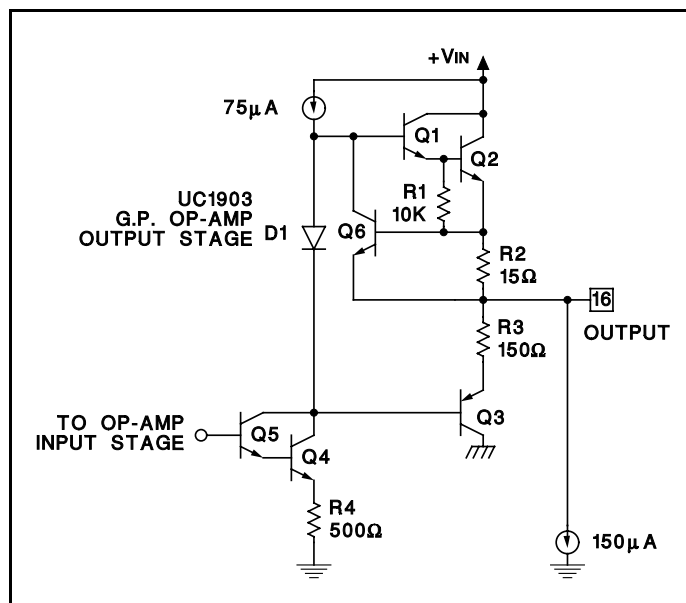 +VIN
75µA
Q1
Q2
R1
10K
UC1903
G.P. OP-AMP
OUTPUT STAGE
D1
Q6
R2
15Ω
16
OUTPUT
R3
150Ω
TO OP-AMP
INPUT STAGE
Q5
Q4
Q3
R4
500Ω
150µA